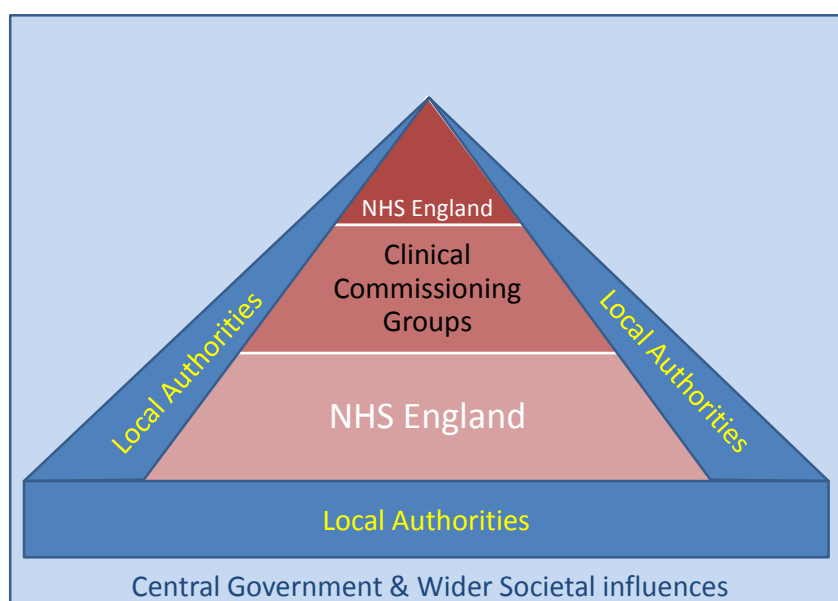 NHS England
Clinical
Commissioning
Groups
Local Authorities
Local Authorities
NHS England
Local Authorities
Central Government & Wider Societal influences